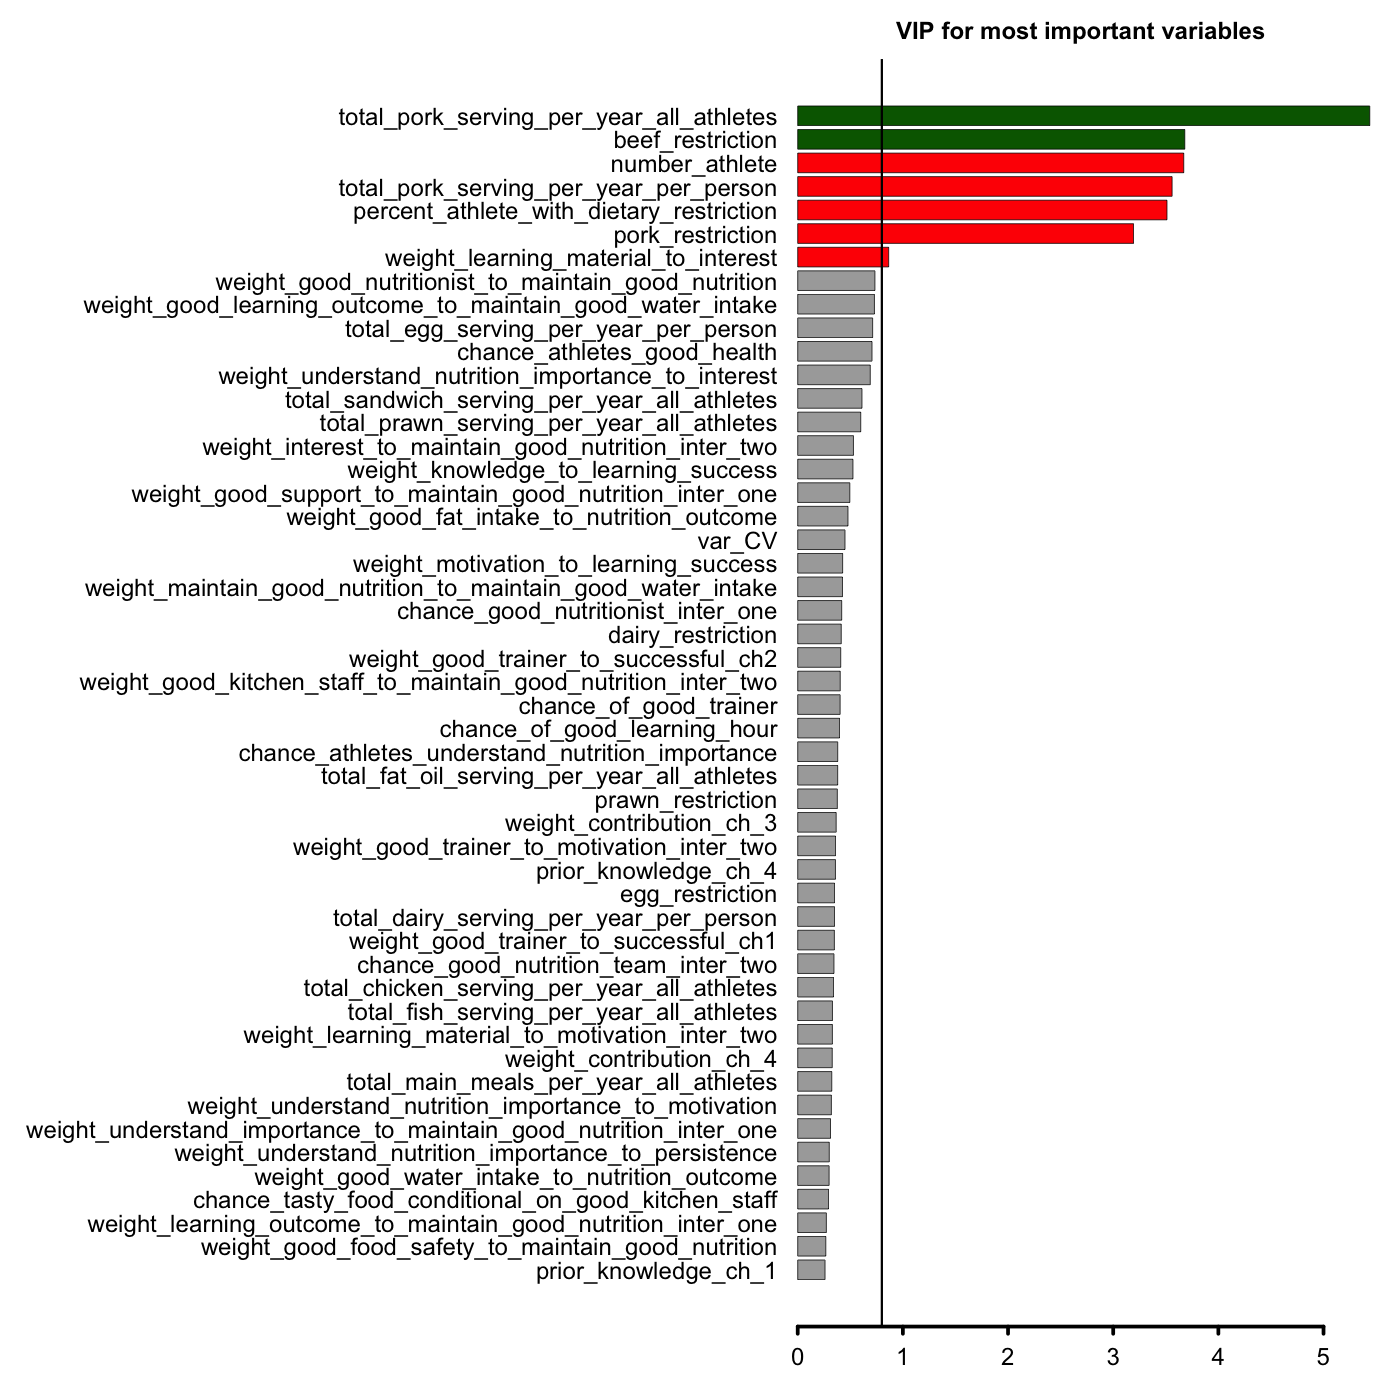 VIP for most important variables
total_pork_serving_per_year_all_athletes
beef_restriction
number_athlete
total_pork_serving_per_year_per_person
percent_athlete_with_dietary_restriction
pork_restriction
weight_learning_material_to_interest
weight_good_nutritionist_to_maintain_good_nutrition
weight_good_learning_outcome_to_maintain_good_water_intake
total_egg_serving_per_year_per_person
chance_athletes_good_health
weight_understand_nutrition_importance_to_interest
total_sandwich_serving_per_year_all_athletes
total_prawn_serving_per_year_all_athletes
weight_interest_to_maintain_good_nutrition_inter_two
weight_knowledge_to_learning_success
weight_good_support_to_maintain_good_nutrition_inter_one
weight_good_fat_intake_to_nutrition_outcome
var_CV
weight_motivation_to_learning_success
weight_maintain_good_nutrition_to_maintain_good_water_intake
chance_good_nutritionist_inter_one
dairy_restriction
weight_good_trainer_to_successful_ch2
weight_good_kitchen_staff_to_maintain_good_nutrition_inter_two
chance_of_good_trainer
chance_of_good_learning_hour
chance_athletes_understand_nutrition_importance
total_fat_oil_serving_per_year_all_athletes
prawn_restriction
weight_contribution_ch_3
weight_good_trainer_to_motivation_inter_two
prior_knowledge_ch_4
egg_restriction
total_dairy_serving_per_year_per_person
weight_good_trainer_to_successful_ch1
chance_good_nutrition_team_inter_two
total_chicken_serving_per_year_all_athletes
total_fish_serving_per_year_all_athletes
weight_learning_material_to_motivation_inter_two
weight_contribution_ch_4
total_main_meals_per_year_all_athletes
weight_understand_nutrition_importance_to_motivation
weight_understand_importance_to_maintain_good_nutrition_inter_one
weight_understand_nutrition_importance_to_persistence
weight_good_water_intake_to_nutrition_outcome
chance_tasty_food_conditional_on_good_kitchen_staff
weight_learning_outcome_to_maintain_good_nutrition_inter_one
weight_good_food_safety_to_maintain_good_nutrition
prior_knowledge_ch_1
0 1 2 3 4 5